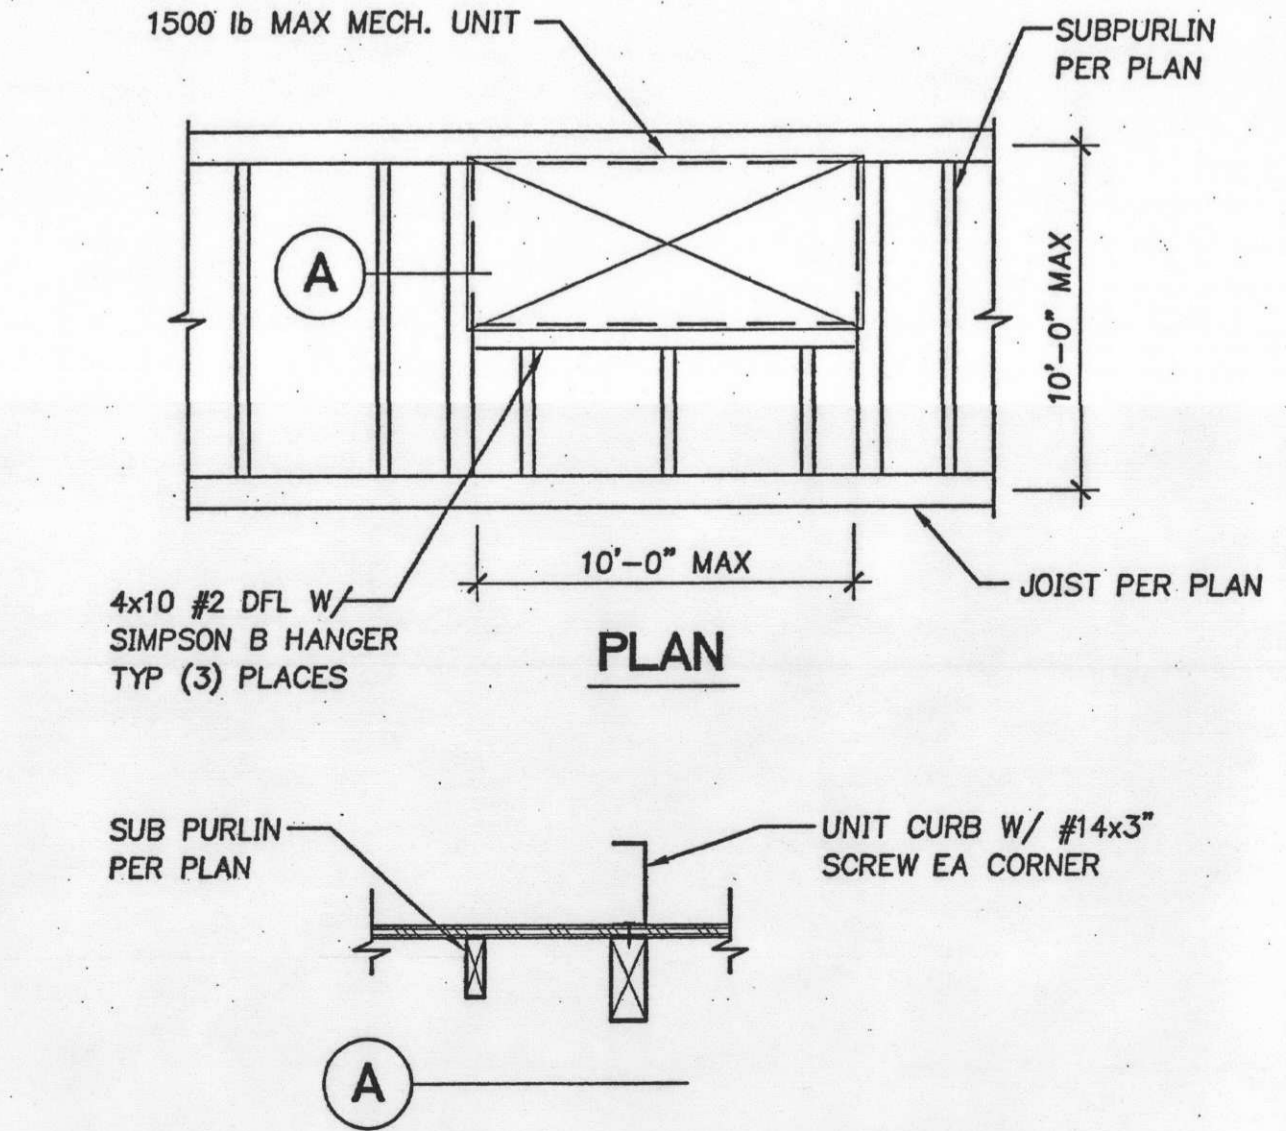 1500 lb MAX MECH. UNIT
SUBPURLIN
PER PLAN
A
10'-0" MAX
10'-0" MAX
JOIST PER PLAN
4x10 #2 DFL W/
SIMPSON B HANGER
TYP (3) PLACES
PLAN
SUB PURLIN
PER PLAN
UNIT CURB W/ #14x3"
SCREW EA CORNER
A